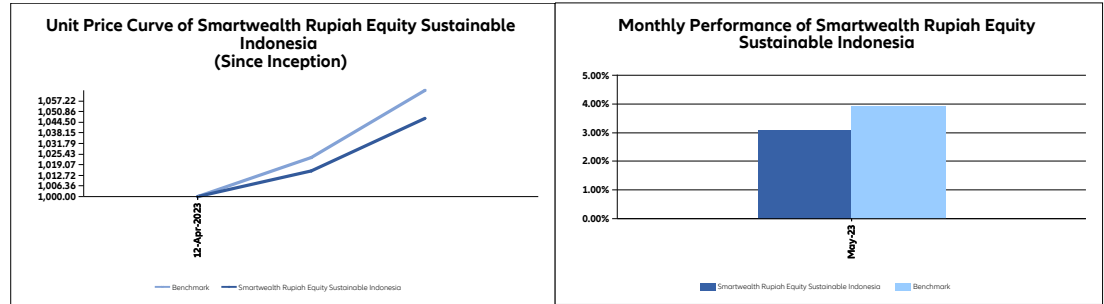 Unit Price Curve of Smartwealth Rupiah Equity Sustainable
Indonesia
(Since Inception)
1,057.22
1,050.86
1,044.50
1,038.15
1,031.79
1,025.43
1,019.07
1,012.72
1,006.36
1,000.00
12-Apr-2023
Benchmark
Smartwealth Rupiah Equity Sustainable Indonesia
Monthly Performance of Smartwealth Rupiah Equity
Sustainable Indonesia
5.00%
4.00%
3.00%
2.00%
1.00%
0.00%
May-23
Smartwealth Rupiah Equity Sustainable Indonesia
Benchmark